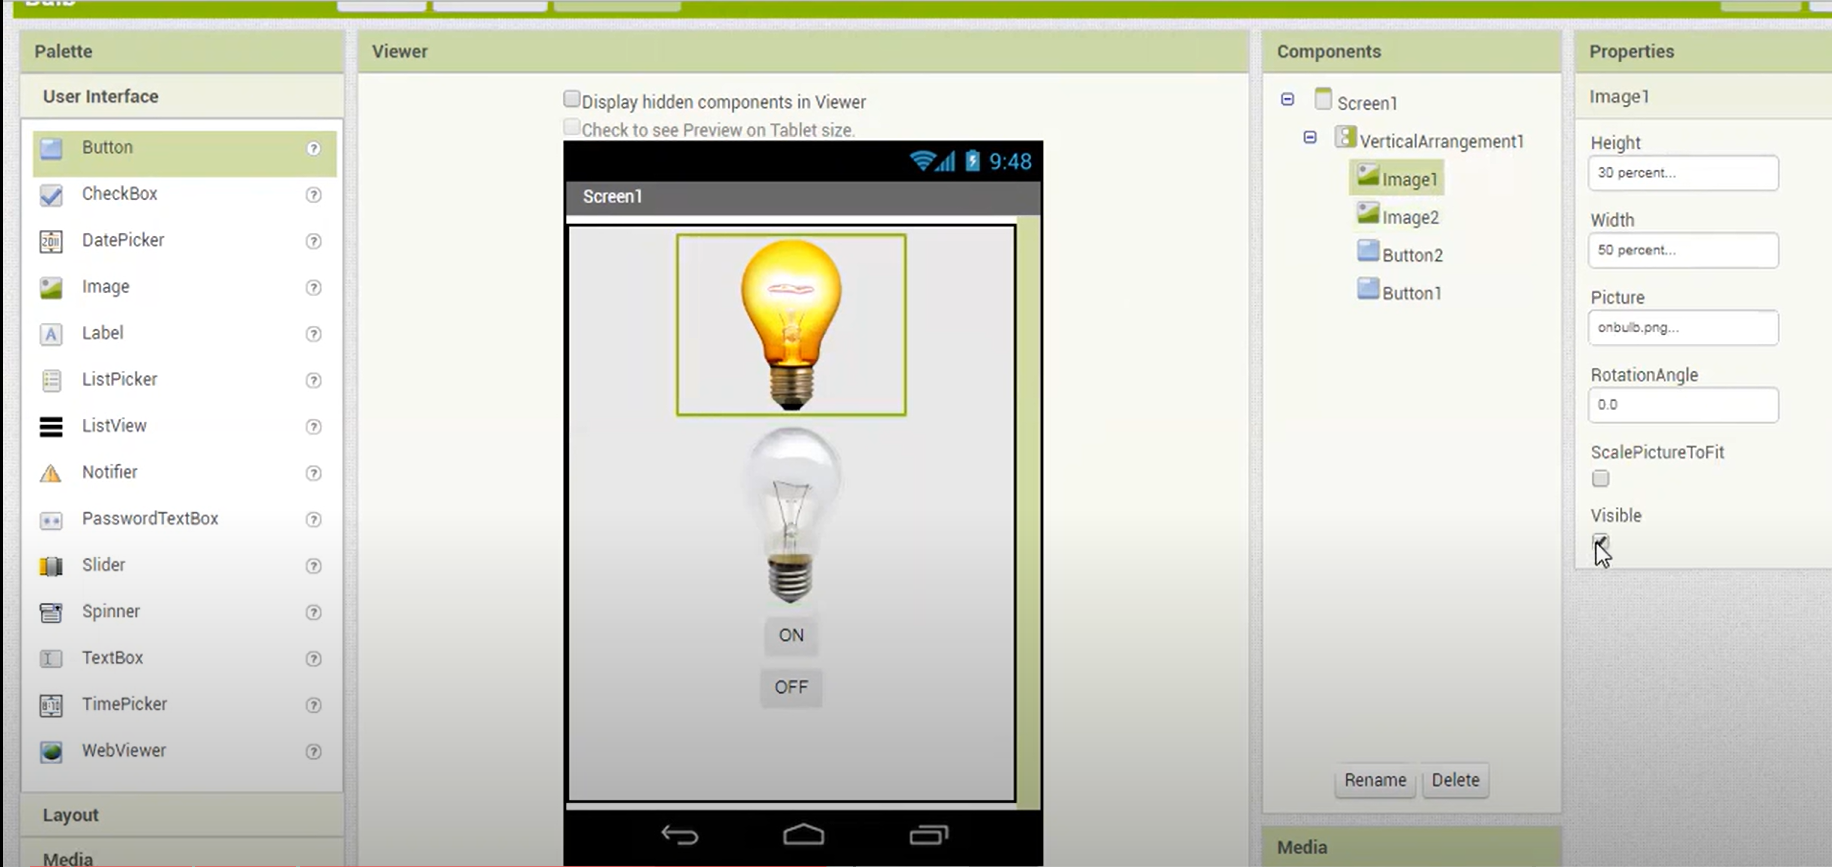 Bulb
Palette
User Interface
Button
CheckBox
DatePicker
Image
Label
ListPicker
ListView
Notifier
PasswordTextBox
Slider
Spinner
TextBox
TimePicker
WebViewer
Layout
Media
Viewer
Display hidden components in Viewer
Check to see Preview on Tablet size.
9:48
Screen1
ON
OFF
Components
Screen1
VerticalArrangement1
Image1
Image2
Button2
Button1
Rename
Delete
Media
Properties
Image1
Height
30 percent...
Width
50 percent...
Picture
onbulb.png...
RotationAngle
0.0
ScalePictureToFit
Visible